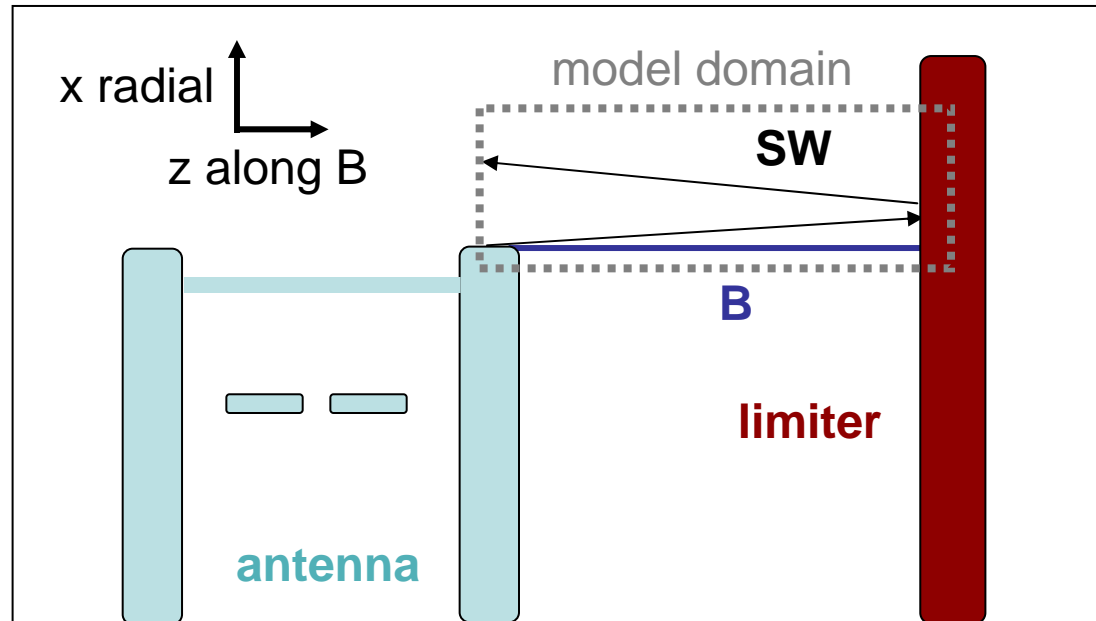 x radial
z along B
model domain
SW
B
limiter
antenna